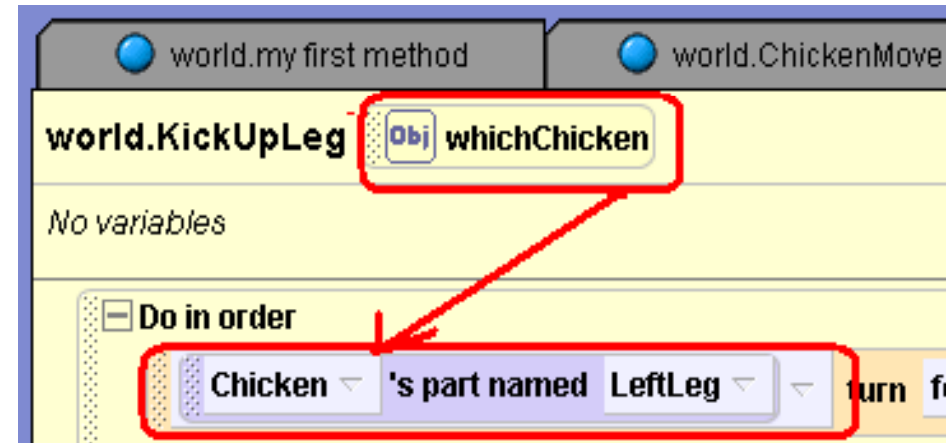 world.my first method world.ChickenMove
world.KickUpLeg Obj whichChicken
No variables
Do in order
Chicken 's part named LeftLeg turn